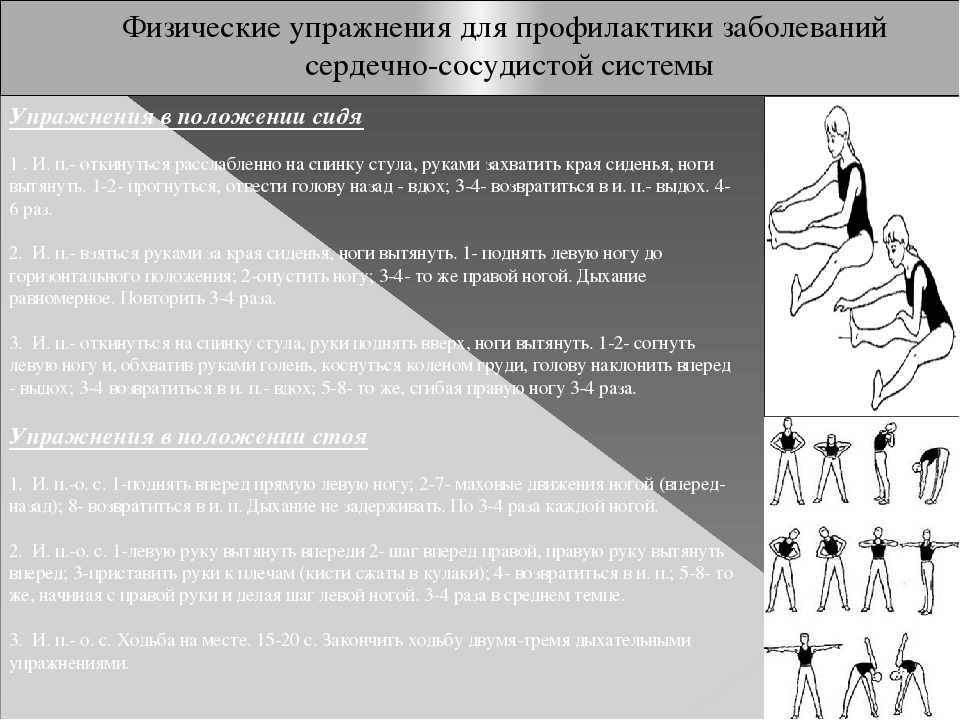 Физические упражнения для профилактики заболеваний
сердечно-сосудистой системы
Упражнения в положении сидя
1 . И. п.- откинуться расслабленно на спинку стула, руками захватить края сиденья, ноги
вытянуть. 1-2- прогнуться, отвести голову назад - вдох; 3-4- возвратиться в и. п.- выдох. 4-
6 раз.
2.  И. п.- взяться руками за края сиденья, ноги вытянуть. 1- поднять левую ногу до
горизонтального положения; 2-опустить ногу; 3-4- то же правой ногой. Дыхание
равномерное. Повторить 3-4 раза.
3.  И. п.- откинуться на спинку стула, руки поднять вверх, ноги вытянуть. 1-2- согнуть
левую ногу и, обхватив руками голень, коснуться коленом груди, голову наклонить вперед
- выдох; 3-4 возвратиться в и. п.- вдох; 5-8- то же, сгибая правую ногу 3-4 раза.
Упражнения в положении стоя
1.  И. п.-о. с. 1-поднять вперед прямую левую ногу; 2-7- маховые движения ногой (вперед-
назад); 8- возвратиться в и. п. Дыхание не задерживать. По 3-4 раза каждой ногой.
2.  И. п.-о. с. 1-левую руку вытянуть впереди 2- шаг вперед правой, правую руку вытянуть
вперед; 3-приставить руки к плечам (кисти сжаты в кулаки); 4- возвратиться в и. п.; 5-8- то
же, начиная с правой руки и делая шаг левой ногой. 3-4 раза в среднем темпе.
3.  И. п.- о. с. Ходьба на месте. 15-20 с. Закончить ходьбу двумя-тремя дыхательными
упражнениями.